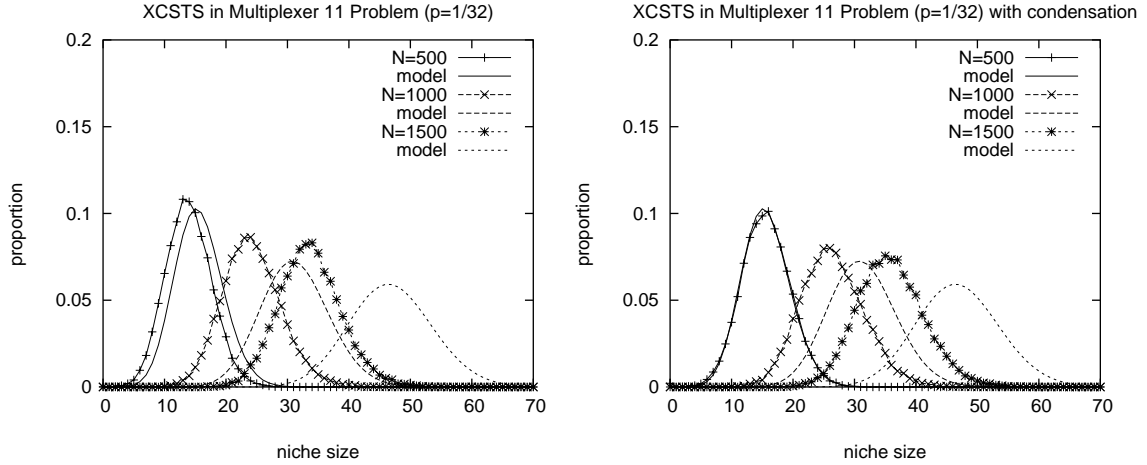 XCSTS in Multiplexer 11 Problem (p=1/32)
0.2
0.15
0.1
0.05
0
proportion
N=500
model
N=1000
model
N=1500
model
0 10 20 30 40 50 60 70
niche size
XCSTS in Multiplexer 11 Problem (p=1/32) with condensation
0.2
0.15
0.1
0.05
0
proportion
N=500
model
N=1000
model
N=1500
model
0 10 20 30 40 50 60 70
niche size